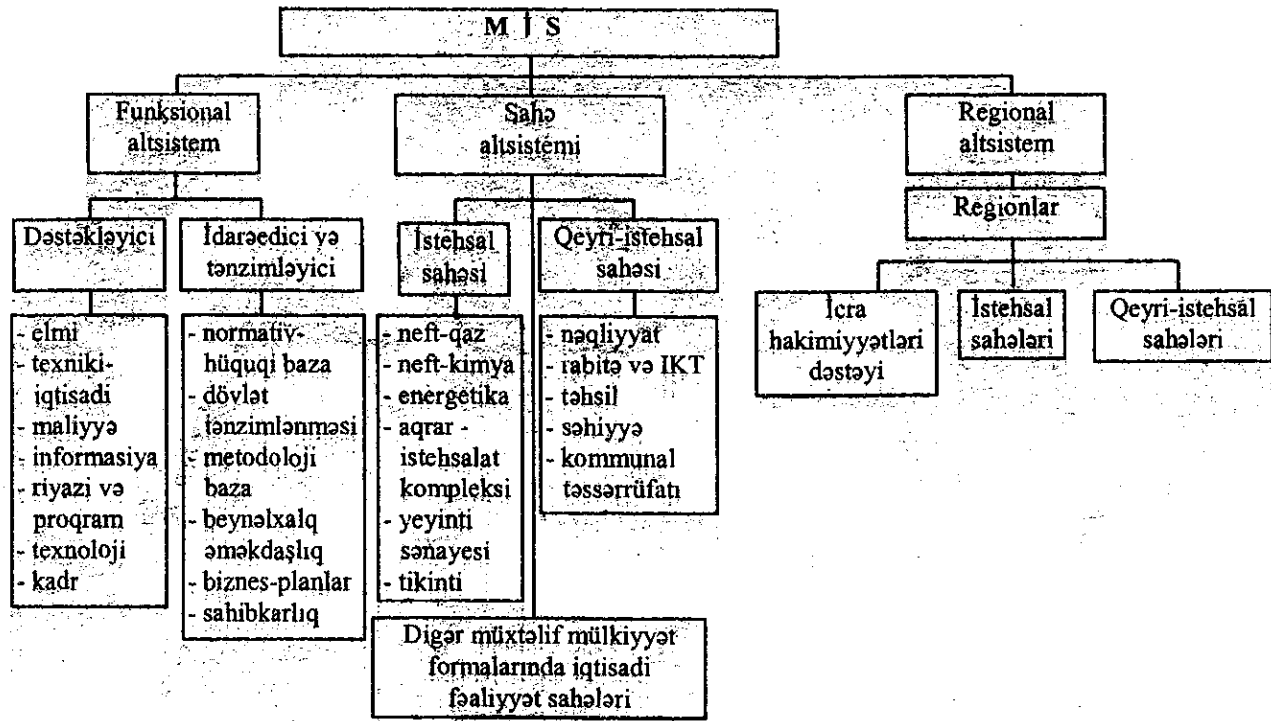 M İ S
Funksional
altsistem
Sahə
altsistemi
Regional
altsistem
Regionlar
Dəstəkləyici
İdarəedici və
tənzimləyici
İstehsal
sahəsi
Qeyri-istehsal
sahəsi
İcra
hakimiyyətləri
dəstəyi
İstehsal
sahələri
Qeyri-istehsal
sahələri
- elmi
- texniki-
iqtisadi
- maliyyə
- informasiya
- riyazi və
proqram
- texnoloji
- kadr
- normativ-
hüquqi baza
- dövlət
tənzimlənməsi
- metodoloji
baza
- beynəlxalq
əməkdaşlıq
- biznes-planlar
- sahibkarlıq
- neft-qaz
- neft-kimya
- energetika
- aqrar -
istehsalat
kompleksi
- yeyinti
sənayesi
- tikinti
- nəqliyyat
- rabitə və IKT
- təhsil
- səhiyyə
- kommunal
təssərrüfatı
Digər müxtəlif mülkiyyət
formalarında iqtisadi
fəaliyyət sahələri